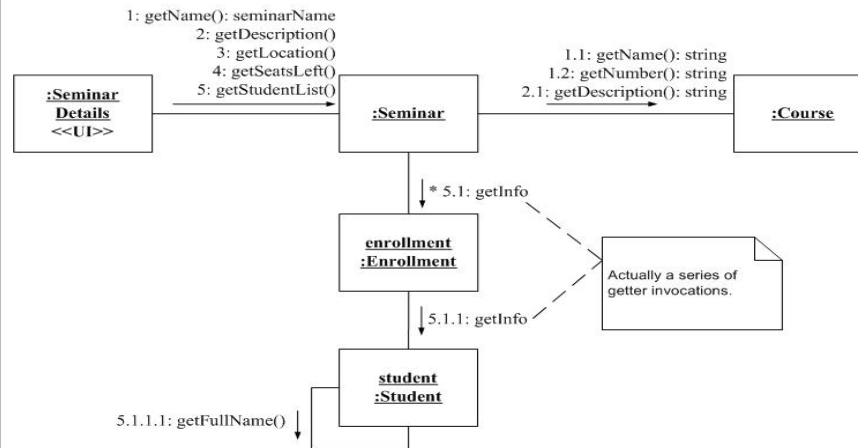 1: getName(): seminarName
2: getDescription()
3: getLocation()
4: getSeatsLeft()
5: getStudentList()
1.1: getName(): string
1.2: getNumber(): string
2.1: getDescription(): string
:Seminar
Details
<<UI>>
:Seminar
:Course
* 5.1: getInfo
enrollment
:Enrollment
Actually a series of
getter invocations.
5.1.1: getInfo
student
:Student
5.1.1.1: getFullName()